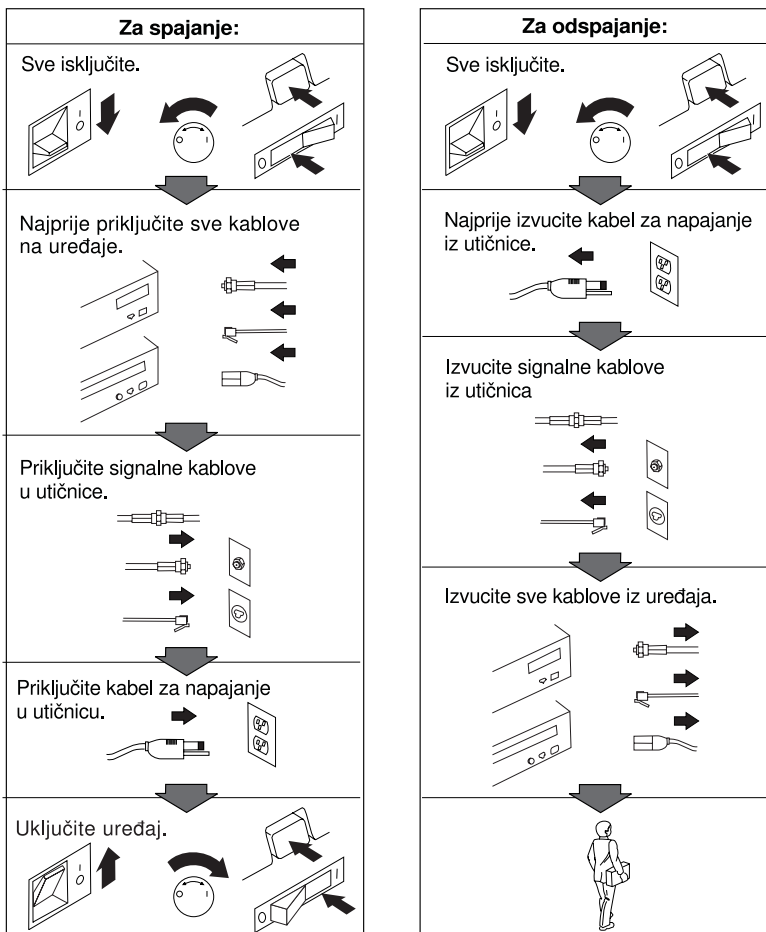 Za spajanje:
Sve isključite.
Najprije priključite sve kablove
na uređaje.
Priključite signalne kablove
u utičnice.
Priključite kabel za napajanje
u utičnicu.
Uključite uređaj.
Za odspajanje:
Sve isključite.
Najprije izvucite kabel za napajanje
iz utičnice.
Izvucite signalne kablove
iz utičnica
Izvucite sve kablove iz uređaja.